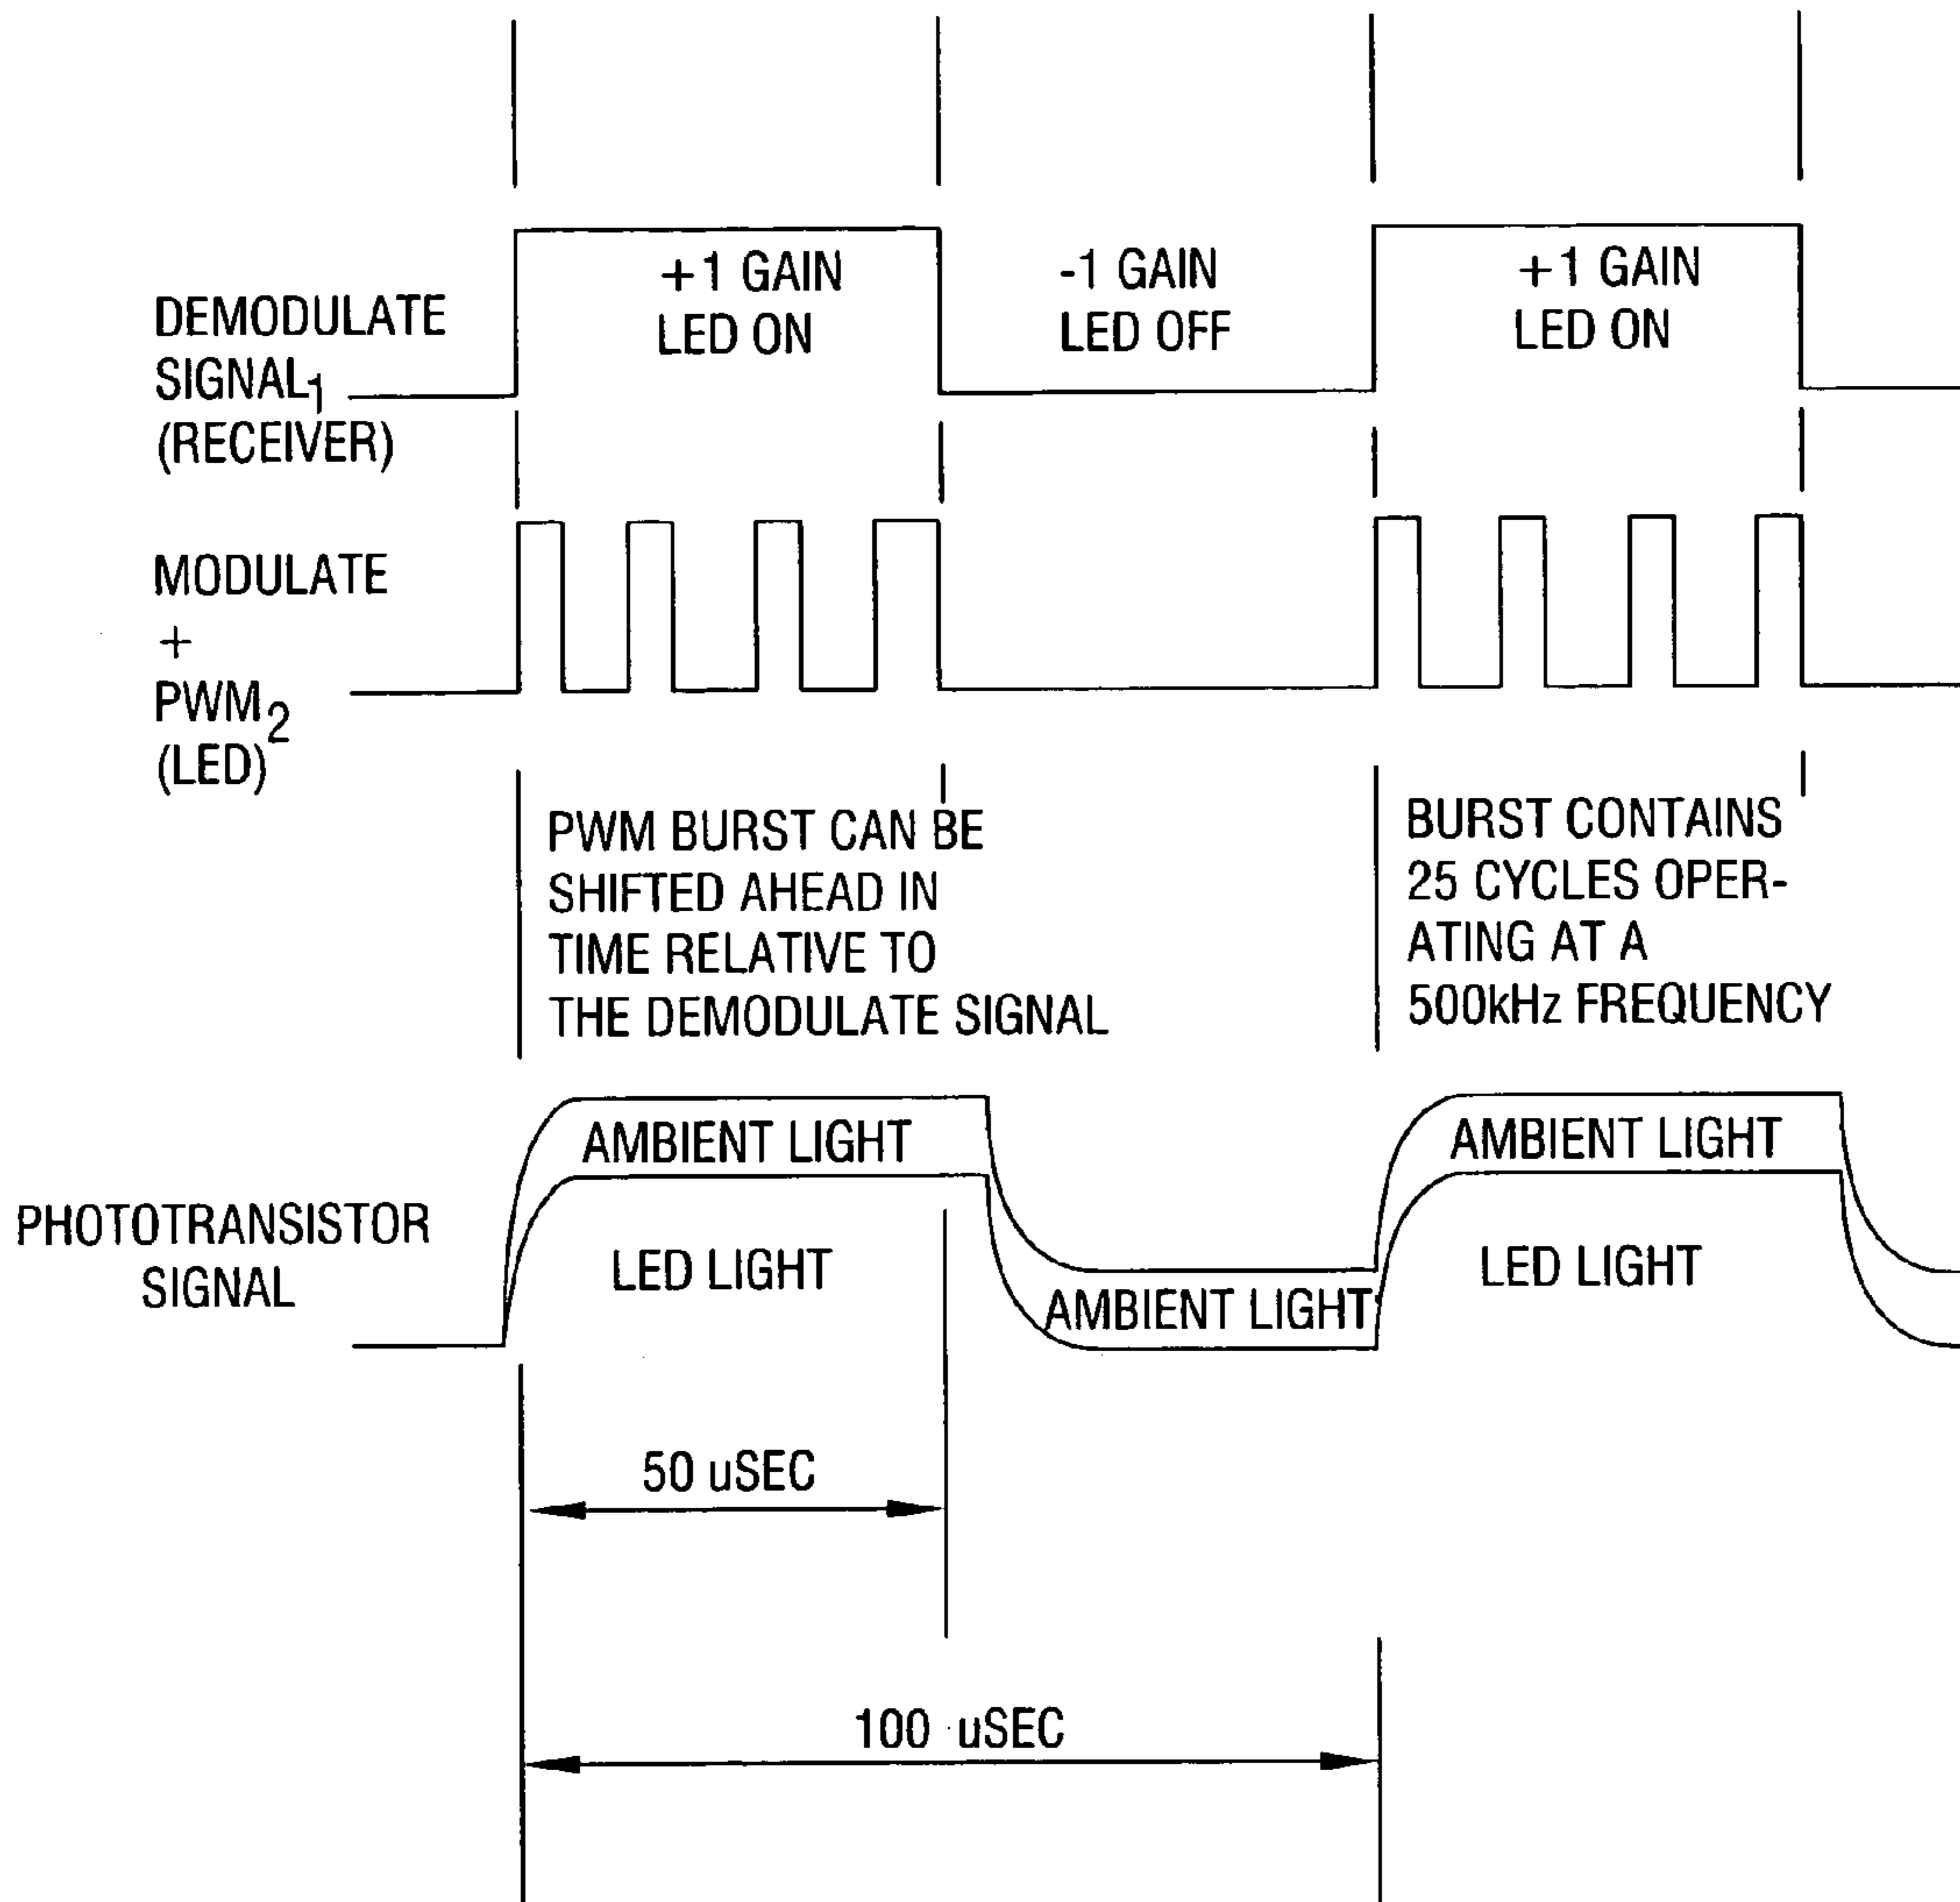 +1 GAIN
LED ON
-1 GAIN
LED OFF
+1 GAIN
LED ON
DEMODULATE
SIGNAL1
(RECEIVER)
MODULATE
+
PWM2
(LED)
PWM BURST CAN BE
SHIFTED AHEAD IN
TIME RELATIVE TO
THE DEMODULATE SIGNAL
BURST CONTAINS
25 CYCLES OPER-
ATING AT A
500kHz FREQUENCY
PHOTOTRANSISTOR
SIGNAL
AMBIENT LIGHT
LED LIGHT
AMBIENT LIGHT
AMBIENT LIGHT
LED LIGHT
50 uSEC
100 uSEC